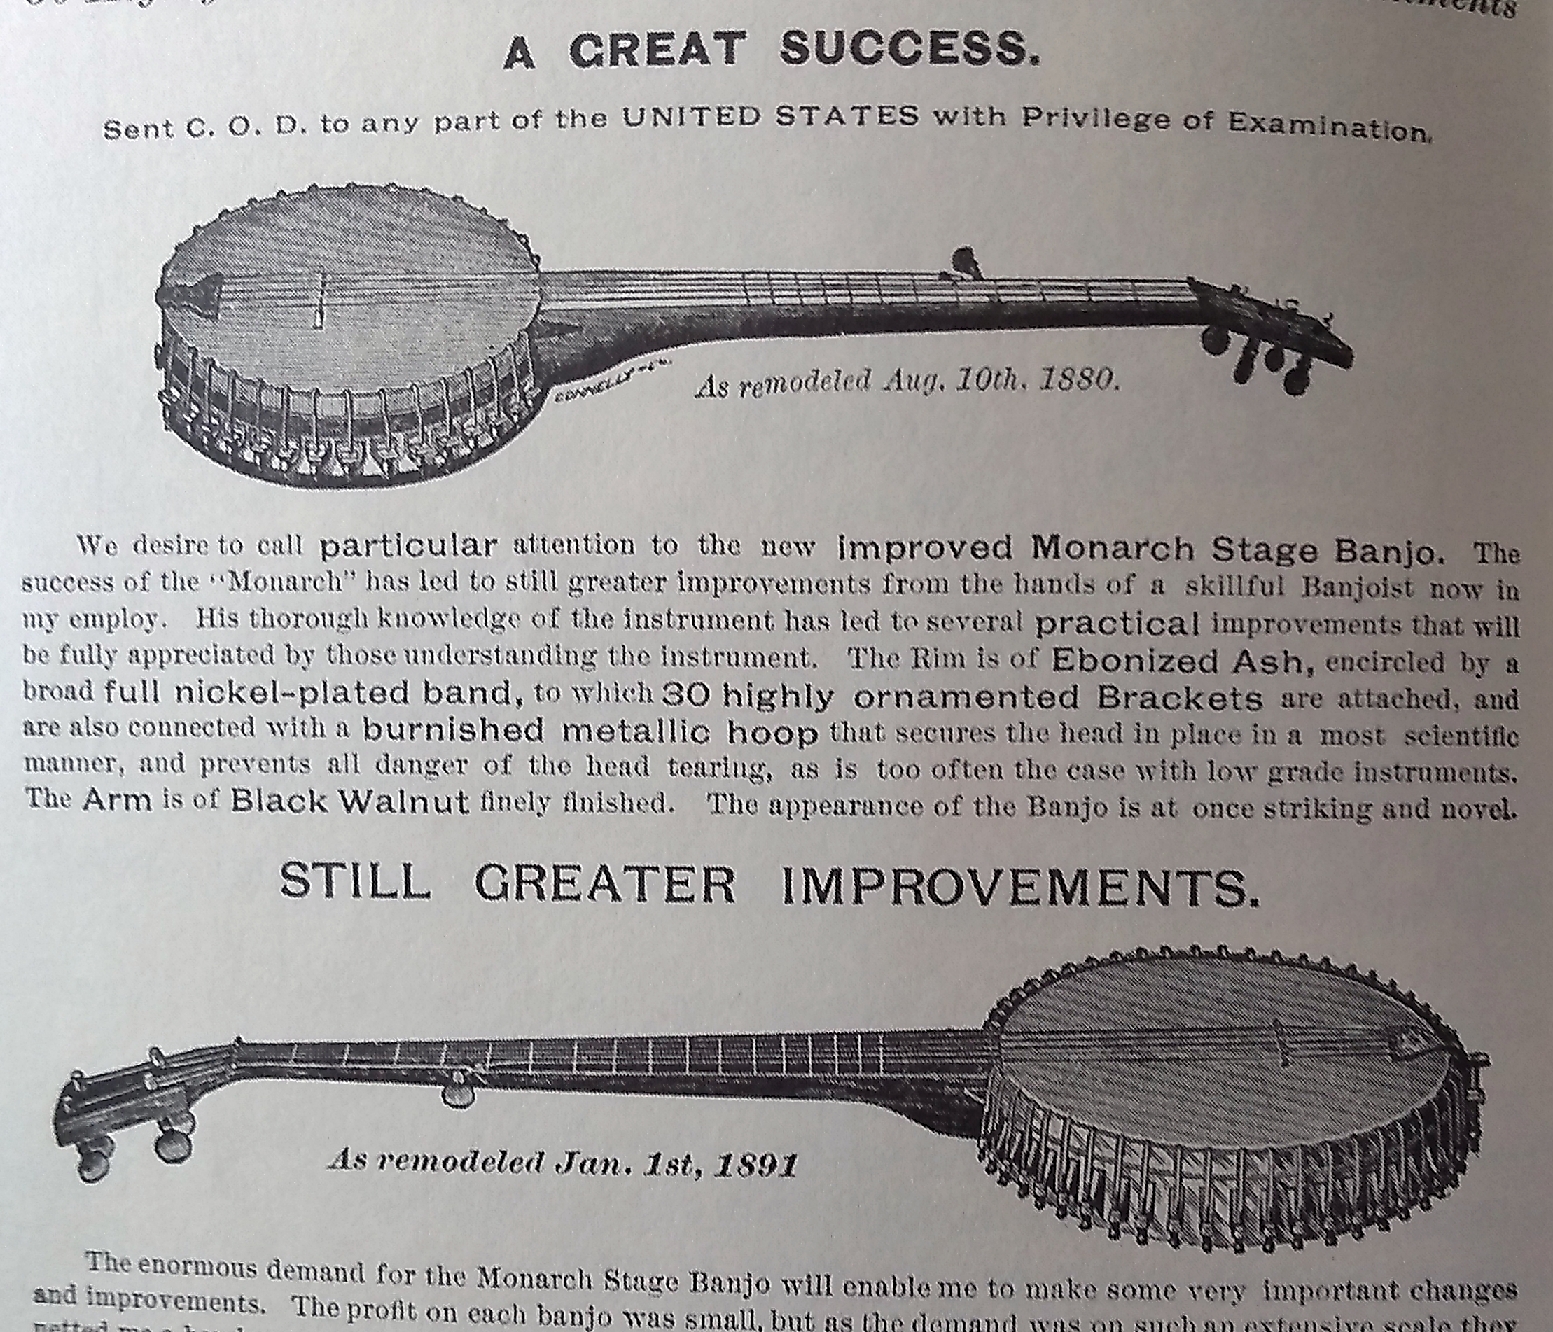 A GREAT SUCCESS.
Sent C. O. D. to any part of the UNITED STATES with Privilege of Examination.
CONNELLY
As remodeled Aug. 10th. 1880.
We desire to call particular attention to the new improved Monarch Stage Banjo. The
success of the "Monarch" has led to still greater improvements from the hands of a skillful Banjoist now in
my employ. His thorough knowledge of the instrument has led to several practical improvements that will
be fully appreciated by those understanding the instrument. The Rim is of Ebonized Ash, encircled by a
broad full nickel-plated band, to which 30 highly ornamented Brackets are attached, and
are also connected with a burnished metallic hoop that secures the head in place in a most scientific
manner, and prevents all danger of the head tearing, as is too often the case with low grade instruments.
The Arm is of Black Walnut finely finished. The appearance of the Banjo is at once striking and novel.
STILL GREATER IMPROVEMENTS.
As remodeled Jan. 1st, 1891
The enormous demand for the Monarch Stage Banjo will enable me to make some very important changes
and improvements. The profit on each banjo was small, but as the demand was on such an extensive scale they